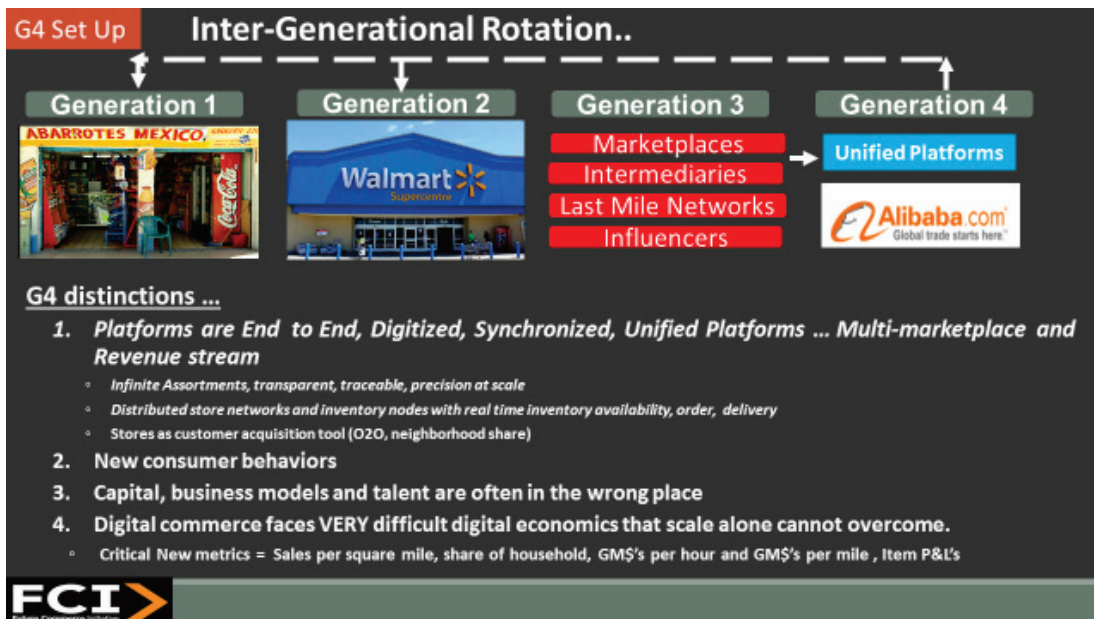 G4 Set Up
Inter-Generational Rotation..
Generation 1
Generation 2
Generation 3
Generation 4
ABARROTES MEXICO.
Coca-Cola
Walmart
Supercentre
Marketplaces
Intermediaries
Last Mile Networks
Influencers
Unified Platforms
Alibaba.com
Global trade starts here.™
G4 distinctions ...
1. Platforms are End to End, Digitized, Synchronized, Unified Platforms ... Multi-marketplace and
Revenue stream
◦ Infinite Assortments, transparent, traceable, precision at scale
◦ Distributed store networks and inventory nodes with real time inventory availability, order, delivery
◦ Stores as customer acquisition tool (O2O, neighborhood share)
2. New consumer behaviors
3. Capital, business models and talent are often in the wrong place
4. Digital commerce faces VERY difficult digital economics that scale alone cannot overcome.
◦ Critical New metrics = Sales per square mile, share of household, GM$'s per hour and GM$'s per mile , Item P&L's
FCI